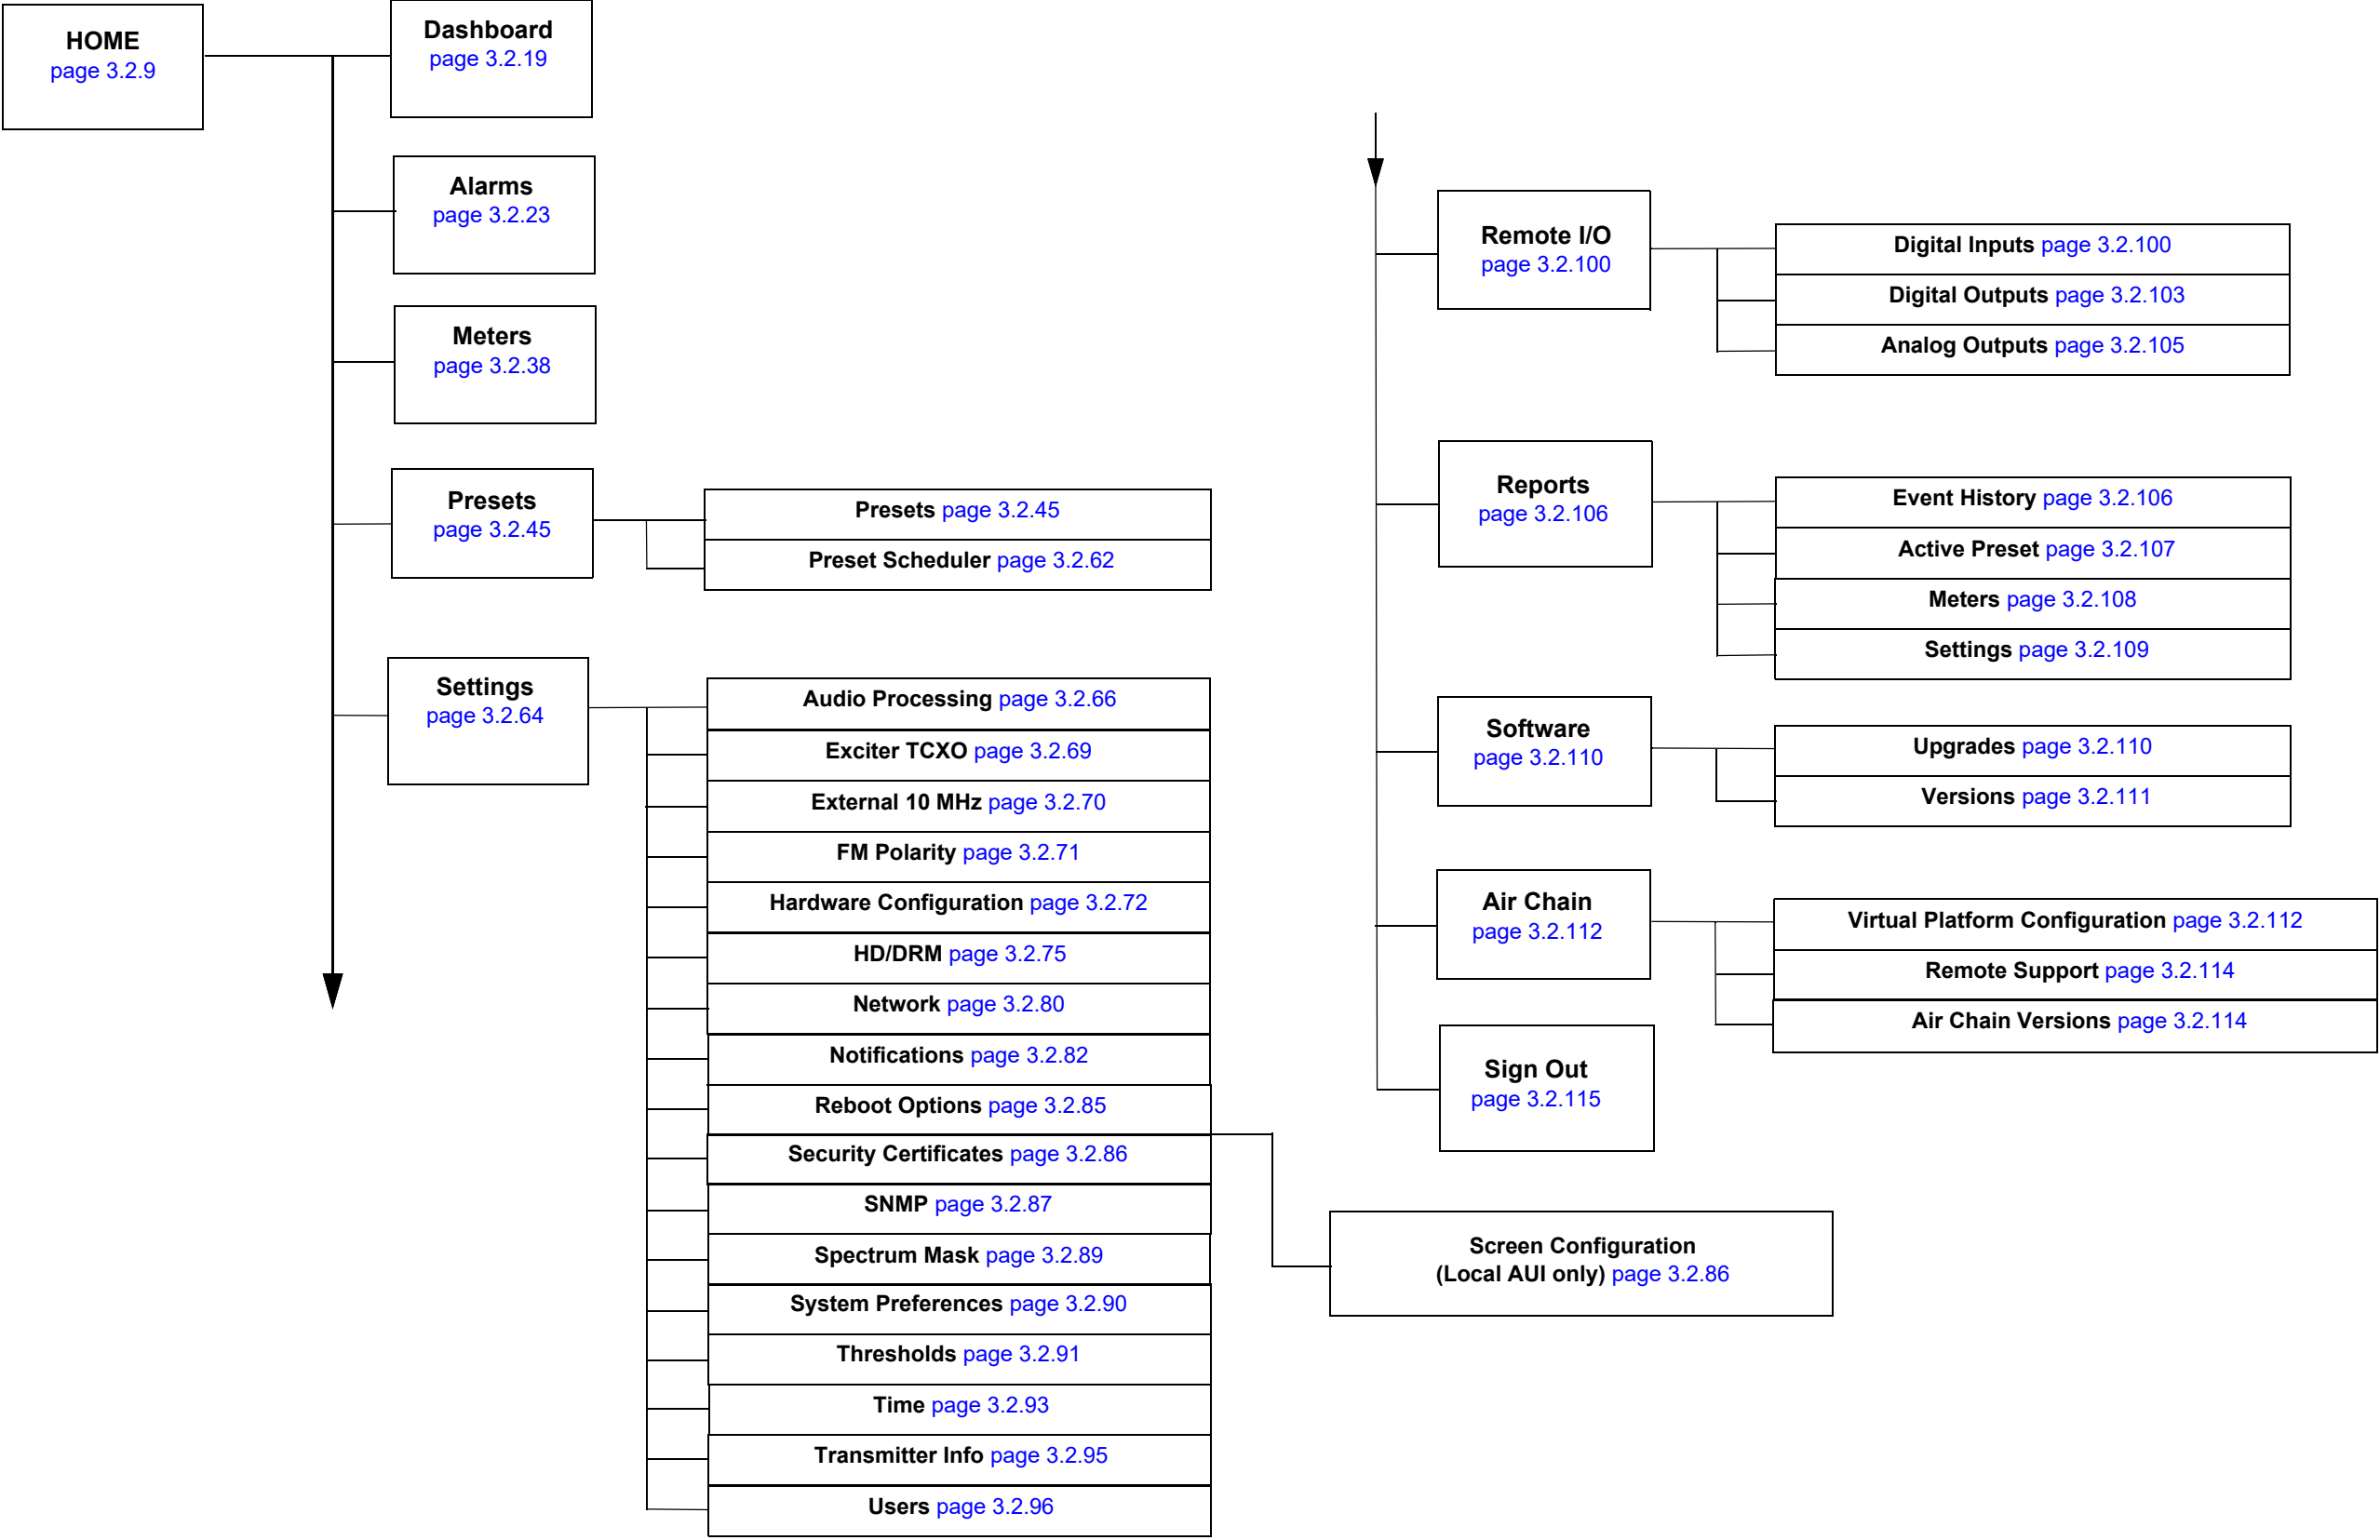 HOME
page 3.2.9
Dashboard
page 3.2.19
Alarms
page 3.2.23
Meters
page 3.2.38
Presets
page 3.2.45
Presets page 3.2.45
Preset Scheduler page 3.2.62
Settings
page 3.2.64
Audio Processing page 3.2.66
Exciter TCXO page 3.2.69
External 10 MHz page 3.2.70
FM Polarity page 3.2.71
Hardware Configuration page 3.2.72
HD/DRM page 3.2.75
Network page 3.2.80
Notifications page 3.2.82
Reboot Options page 3.2.85
Security Certificates page 3.2.86
SNMP page 3.2.87
Spectrum Mask page 3.2.89
System Preferences page 3.2.90
Thresholds page 3.2.91
Time page 3.2.93
Transmitter Info page 3.2.95
Users page 3.2.96
Screen Configuration
(Local AUI only) page 3.2.86
Remote I/O
page 3.2.100
Digital Inputs page 3.2.100
Digital Outputs page 3.2.103
Analog Outputs page 3.2.105
Reports
page 3.2.106
Event History page 3.2.106
Active Preset page 3.2.107
Meters page 3.2.108
Settings page 3.2.109
Software
page 3.2.110
Upgrades page 3.2.110
Versions page 3.2.111
Air Chain
page 3.2.112
Virtual Platform Configuration page 3.2.112
Remote Support page 3.2.114
Air Chain Versions page 3.2.114
Sign Out
page 3.2.115